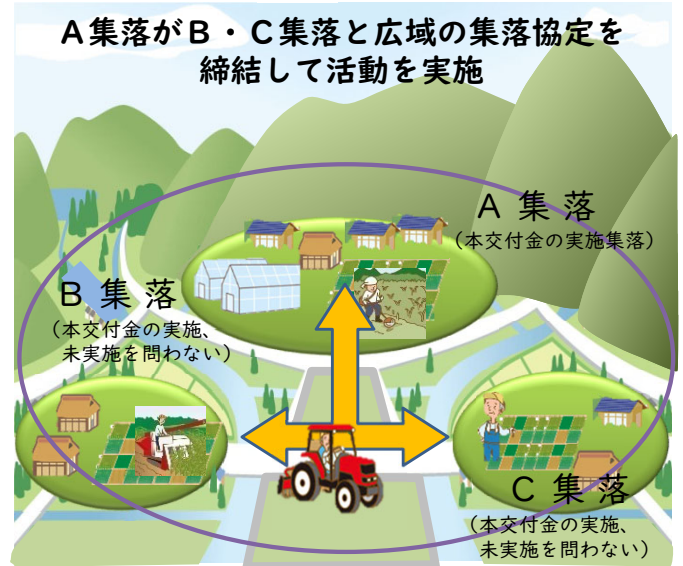 A集落がB・C集落と広域の集落協定を
締結して活動を実施
A 集 落
(本交付金の実施集落)
B 集 落
(本交付金の実施、
未実施を問わない)
C 集 落
(本交付金の実施、
未実施を問わない)